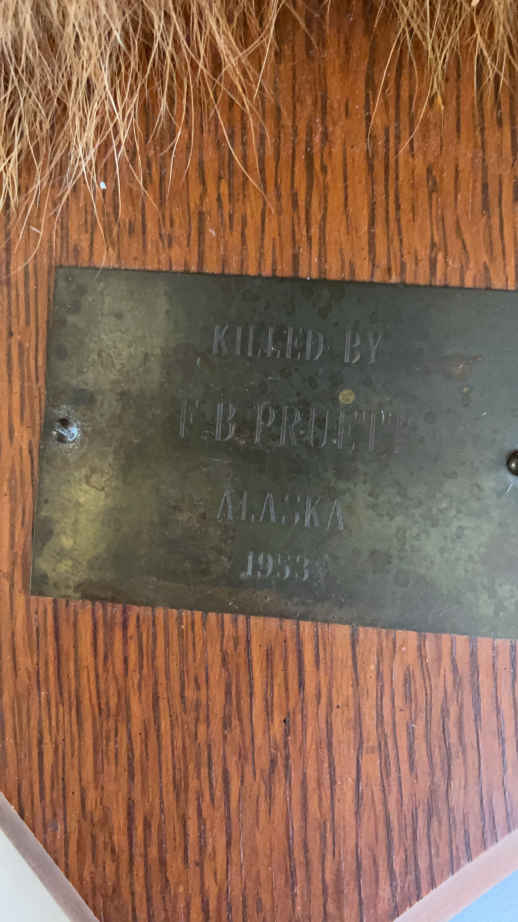 KILLED BY
F.B.PRUETT
ALASKA
1953